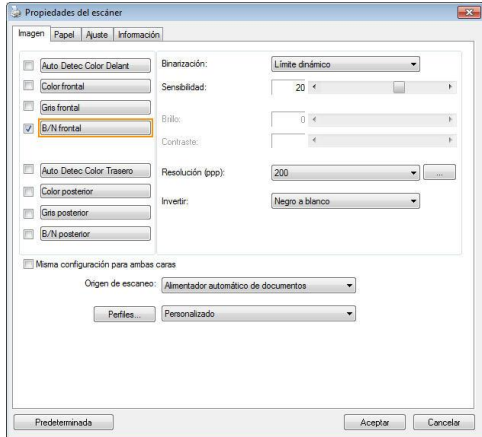 Propiedades del escáner
Imagen Papel Ajuste Información
Auto Detec Color Delant
Color frontal
Gris frontal
B/N frontal
Auto Detec Color Trasero
Color posterior
Gris posterior
B/N posterior
Binarización: Límite dinámico
Sensibilidad: 20
Brillo: 0
Contraste:
Resolución (ppp): 200 ...
Invertir: Negro a blanco
Misma configuración para ambas caras
Origen de escaneo: Alimentador automático de documentos
Perfiles... Personalizado
Predeterminada Aceptar Cancelar